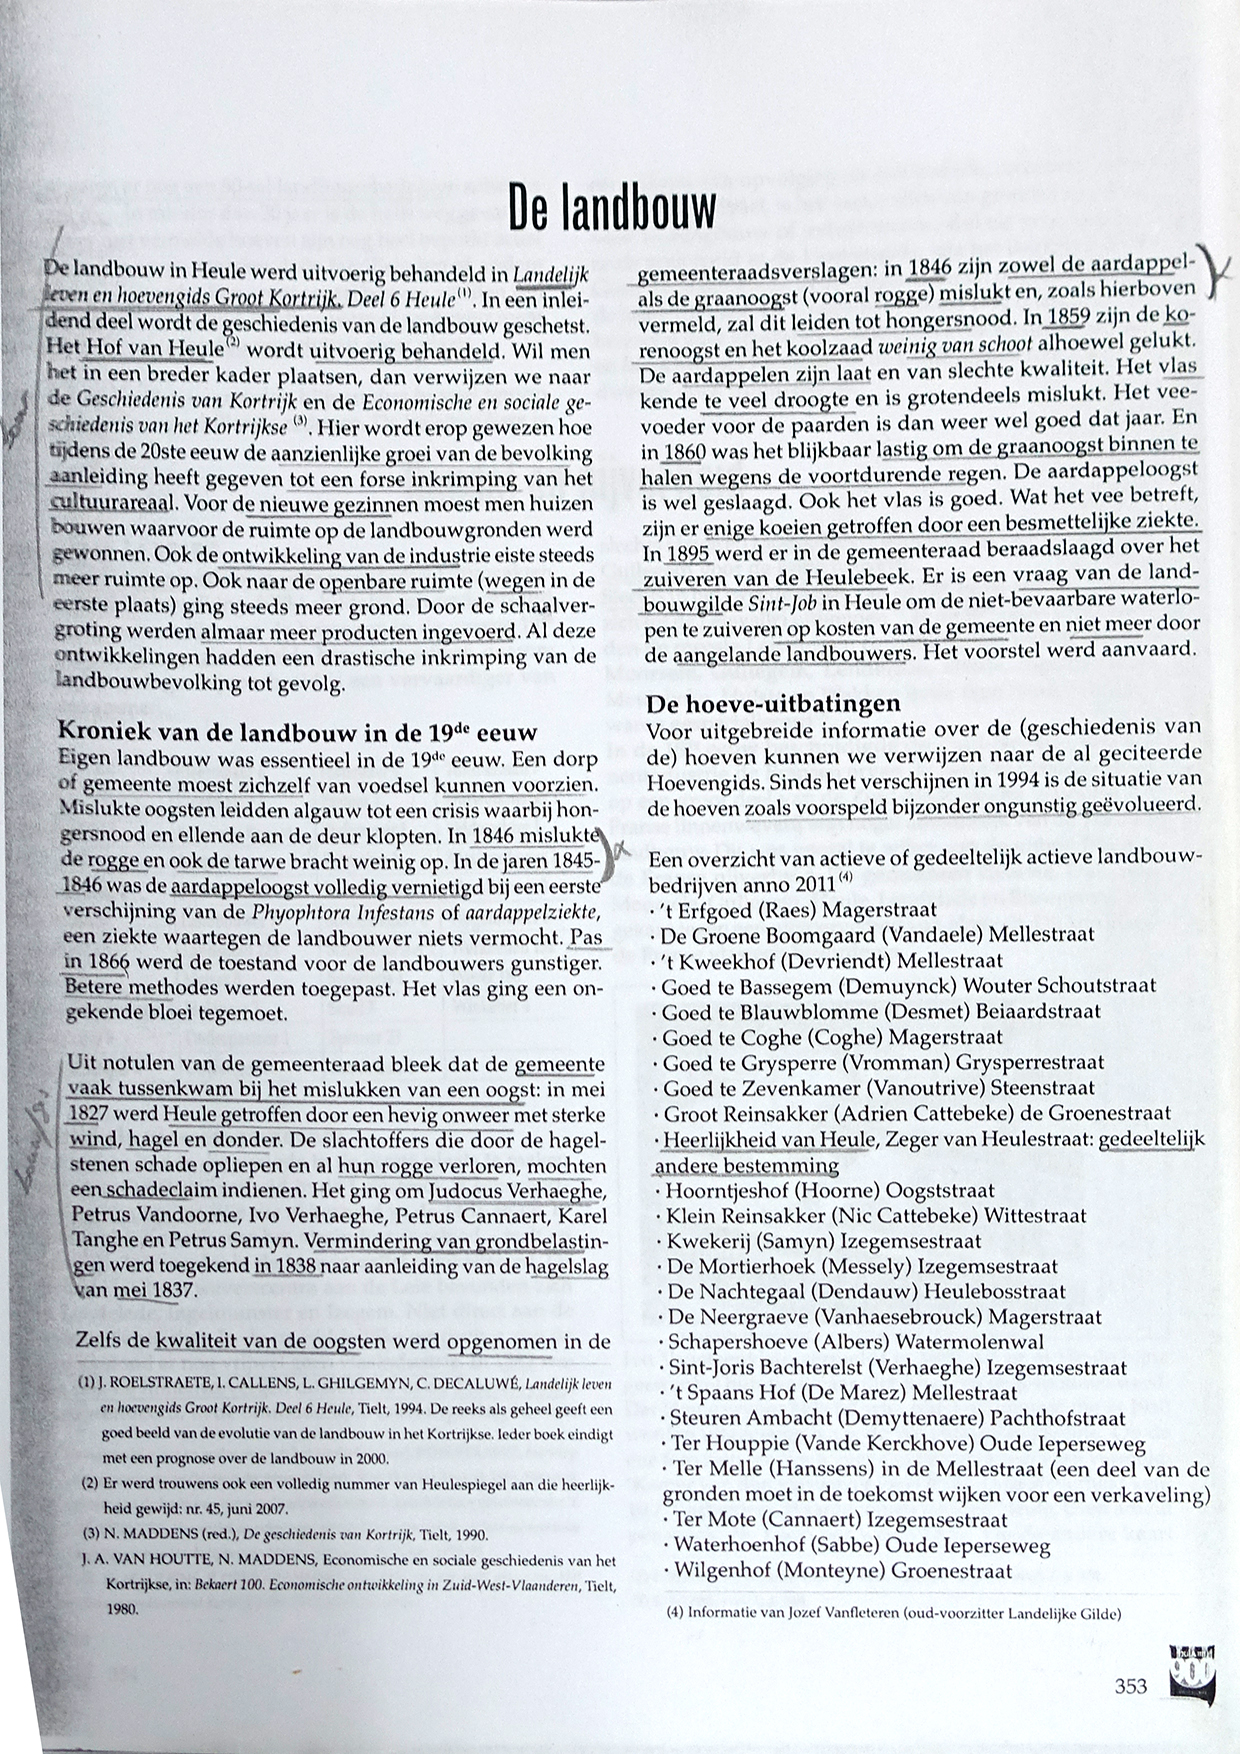 De landbouw
De landbouw in Heule werd uitvoerig behandeld in Landelijk
leven en hoevengids Groot Kortrijk. Deel 6 Heule(1). In een inlei-
dend deel wordt de geschiedenis van de landbouw geschetst.
Het Hof van Heule(2) wordt uitvoerig behandeld. Wil men
het in een breder kader plaatsen, dan verwijzen we naar
de Geschiedenis van Kortrijk en de Economische en sociale ge-
schiedenis van het Kortrijkse (3). Hier wordt erop gewezen hoe
tijdens de 20ste eeuw de aanzienlijke groei van de bevolking
aanleiding heeft gegeven tot een forse inkrimping van het
cultuurareaal. Voor de nieuwe gezinnen moest men huizen
bouwen waarvoor de ruimte op de landbouwgronden werd
gewonnen. Ook de ontwikkeling van de industrie eiste steeds
meer ruimte op. Ook naar de openbare ruimte (wegen in de
eerste plaats) ging steeds meer grond. Door de schaalver-
groting werden almaar meer producten ingevoerd. Al deze
ontwikkelingen hadden een drastische inkrimping van de
landbouwbevolking tot gevolg.
Kroniek van de landbouw in de 19de eeuw
Eigen landbouw was essentieel in de 19de eeuw. Een dorp
of gemeente moest zichzelf van voedsel kunnen voorzien.
Mislukte oogsten leidden algauw tot een crisis waarbij hon-
gersnood en ellende aan de deur klopten. In 1846 mislukte
de rogge en ook de tarwe bracht weinig op. In de jaren 1845-
1846 was de aardappeloogst volledig vernietigd bij een eerste
verschijning van de Phyophtora Infestans of aardappelziekte,
een ziekte waartegen de landbouwer niets vermocht. Pas
in 1866 werd de toestand voor de landbouwers gunstiger.
Betere methodes werden toegepast. Het vlas ging een on-
gekende bloei tegemoet.
Uit notulen van de gemeenteraad bleek dat de gemeente
vaak tussenkwam bij het mislukken van een oogst: in mei
1827 werd Heule getroffen door een hevig onweer met sterke
wind, hagel en donder. De slachtoffers die door de hagel-
stenen schade opliepen en al hun rogge verloren, mochten
een schadeclaim indienen. Het ging om Judocus Verhaeghe,
Petrus Vandoorne, Ivo Verhaeghe, Petrus Cannaert, Karel
Tanghe en Petrus Samyn. Vermindering van grondbelastin-
gen werd toegekend in 1838 naar aanleiding van de hagelslag
van mei 1837.
Zelfs de kwaliteit van de oogsten werd opgenomen in de
(1) J. ROELSTRAETE, I. CALLENS, L. GHILGEMYN, C. DECALUWÉ, Landelijk leven
en hoevengids Groot Kortrijk. Deel 6 Heule, Tielt, 1994. De reeks als geheel geeft een
goed beeld van de evolutie van de landbouw in het Kortrijkse. Ieder boek eindigt
met een prognose over de landbouw in 2000.
(2) Er werd trouwens ook een volledig nummer van Heulespiegel aan die heerlijk-
heid gewijd: nr. 45, juni 2007.
(3) N. MADDENS (red.), De geschiedenis van Kortrijk, Tielt, 1990.
J. A. VAN HOUTTE, N. MADDENS, Economische en sociale geschiedenis van het
Kortrijkse, in: Bekaert 100. Economische ontwikkeling in Zuid-West-Vlaanderen, Tielt,
1980.
gemeenteraadsverslagen: in 1846 zijn zowel de aardappel-
als de graanoogst (vooral rogge) mislukt en, zoals hierboven
vermeld, zal dit leiden tot hongersnood. In 1859 zijn de ko-
renoogst en het koolzaad weinig van schoot alhoewel gelukt.
De aardappelen zijn laat en van slechte kwaliteit. Het vlas
kende te veel droogte en is grotendeels mislukt. Het vee-
voeder voor de paarden is dan weer wel goed dat jaar. En
in 1860 was het blijkbaar lastig om de graanoogst binnen te
halen wegens de voortdurende regen. De aardappeloogst
is wel geslaagd. Ook het vlas is goed. Wat het vee betreft,
zijn er enige koeien getroffen door een besmettelijke ziekte.
In 1895 werd er in de gemeenteraad beraadslaagd over het
zuiveren van de Heulebeek. Er is een vraag van de land-
bouwgilde Sint-Job in Heule om de niet-bevaarbare waterlo-
pen te zuiveren op kosten van de gemeente en niet meer door
de aangelande landbouwers. Het voorstel werd aanvaard.
De hoeve-uitbatingen
Voor uitgebreide informatie over de (geschiedenis van
de) hoeven kunnen we verwijzen naar de al geciteerde
Hoevengids. Sinds het verschijnen in 1994 is de situatie van
de hoeven zoals voorspeld bijzonder ongunstig geëvolueerd.
Een overzicht van actieve of gedeeltelijk actieve landbouw-
bedrijven anno 2011(4)
· 't Erfgoed (Raes) Magerstraat
· De Groene Boomgaard (Vandaele) Mellestraat
· 't Kweekhof (Devriendt) Mellestraat
· Goed te Bassegem (Demuynck) Wouter Schoutstraat
· Goed te Blauwblomme (Desmet) Beiaardstraat
· Goed te Coghe (Coghe) Magerstraat
· Goed te Grysperre (Vromman) Grysperrestraat
· Goed te Zevenkamer (Vanoutrive) Steenstraat
· Groot Reinsakker (Adrien Cattebeke) de Groenestraat
· Heerlijkheid van Heule, Zeger van Heulestraat: gedeeltelijk
andere bestemming
· Hoorntjeshof (Hoorne) Oogststraat
· Klein Reinsakker (Nic Cattebeke) Wittestraat
· Kwekerij (Samyn) Izegemsestraat
· De Mortierhoek (Messely) Izegemsestraat
· De Nachtegaal (Dendauw) Heulebosstraat
· De Neergraeve (Vanhaesebrouck) Magerstraat
· Schapershoeve (Albers) Watermolenwal
· Sint-Joris Bachterelst (Verhaeghe) Izegemsestraat
· 't Spaans Hof (De Marez) Mellestraat
· Steuren Ambacht (Demyttenaere) Pachthofstraat
· Ter Houppie (Vande Kerckhove) Oude Ieperseweg
· Ter Melle (Hanssens) in de Mellestraat (een deel van de
gronden moet in de toekomst wijken voor een verkaveling)
· Ter Mote (Cannaert) Izegemsestraat
· Waterhoenhof (Sabbe) Oude Ieperseweg
· Wilgenhof (Monteyne) Groenestraat
(4) Informatie van Jozef Vanfleteren (oud-voorzitter Landelijke Gilde)
353
900